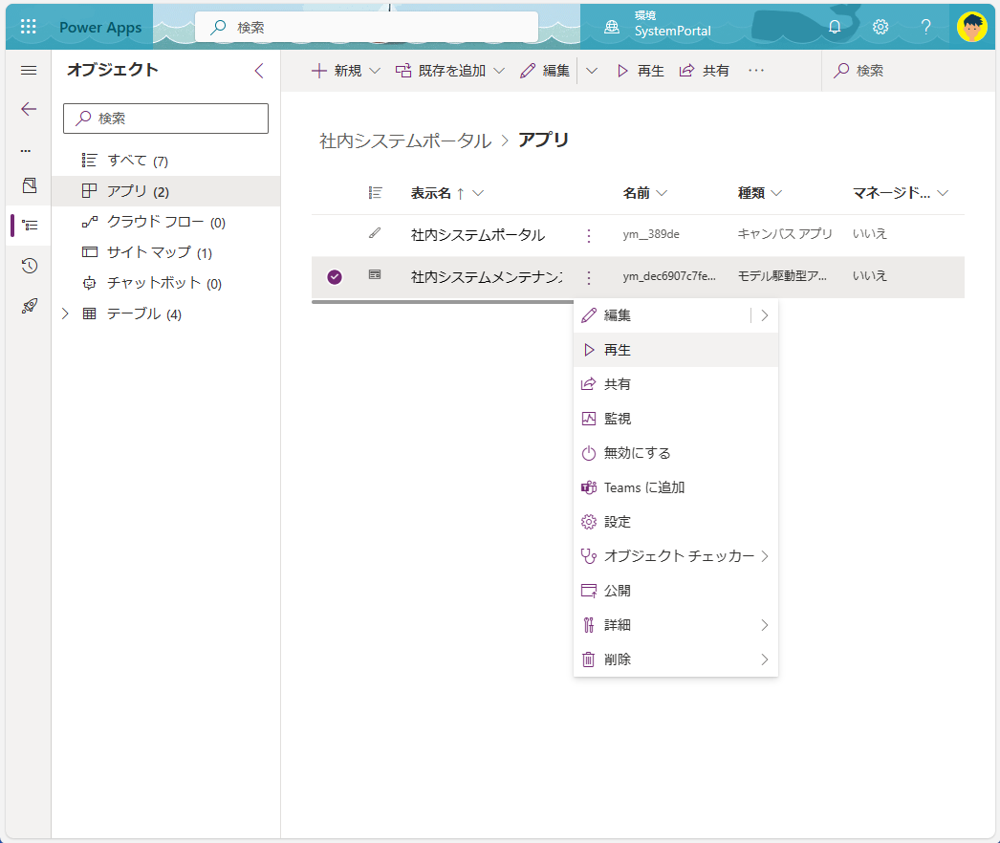 Power Apps
検索
環境
SystemPortal
?
オブジェクト
検索
すべて (7)
アプリ (2)
クラウド フロー (0)
サイト マップ (1)
チャットボット (0)
テーブル (4)
新規
既存を追加
編集
再生
共有
検索
社内システムポータル > アプリ
表示名 ↑
名前
種類
マネージド...
社内システムポータル
ym__389de
キャンバス アプリ
いいえ
社内システムメンテナンス
ym_dec6907c7fe...
モデル駆動型ア...
いいえ
編集
再生
共有
監視
無効にする
Teams に追加
設定
オブジェクト チェッカー
公開
詳細
削除